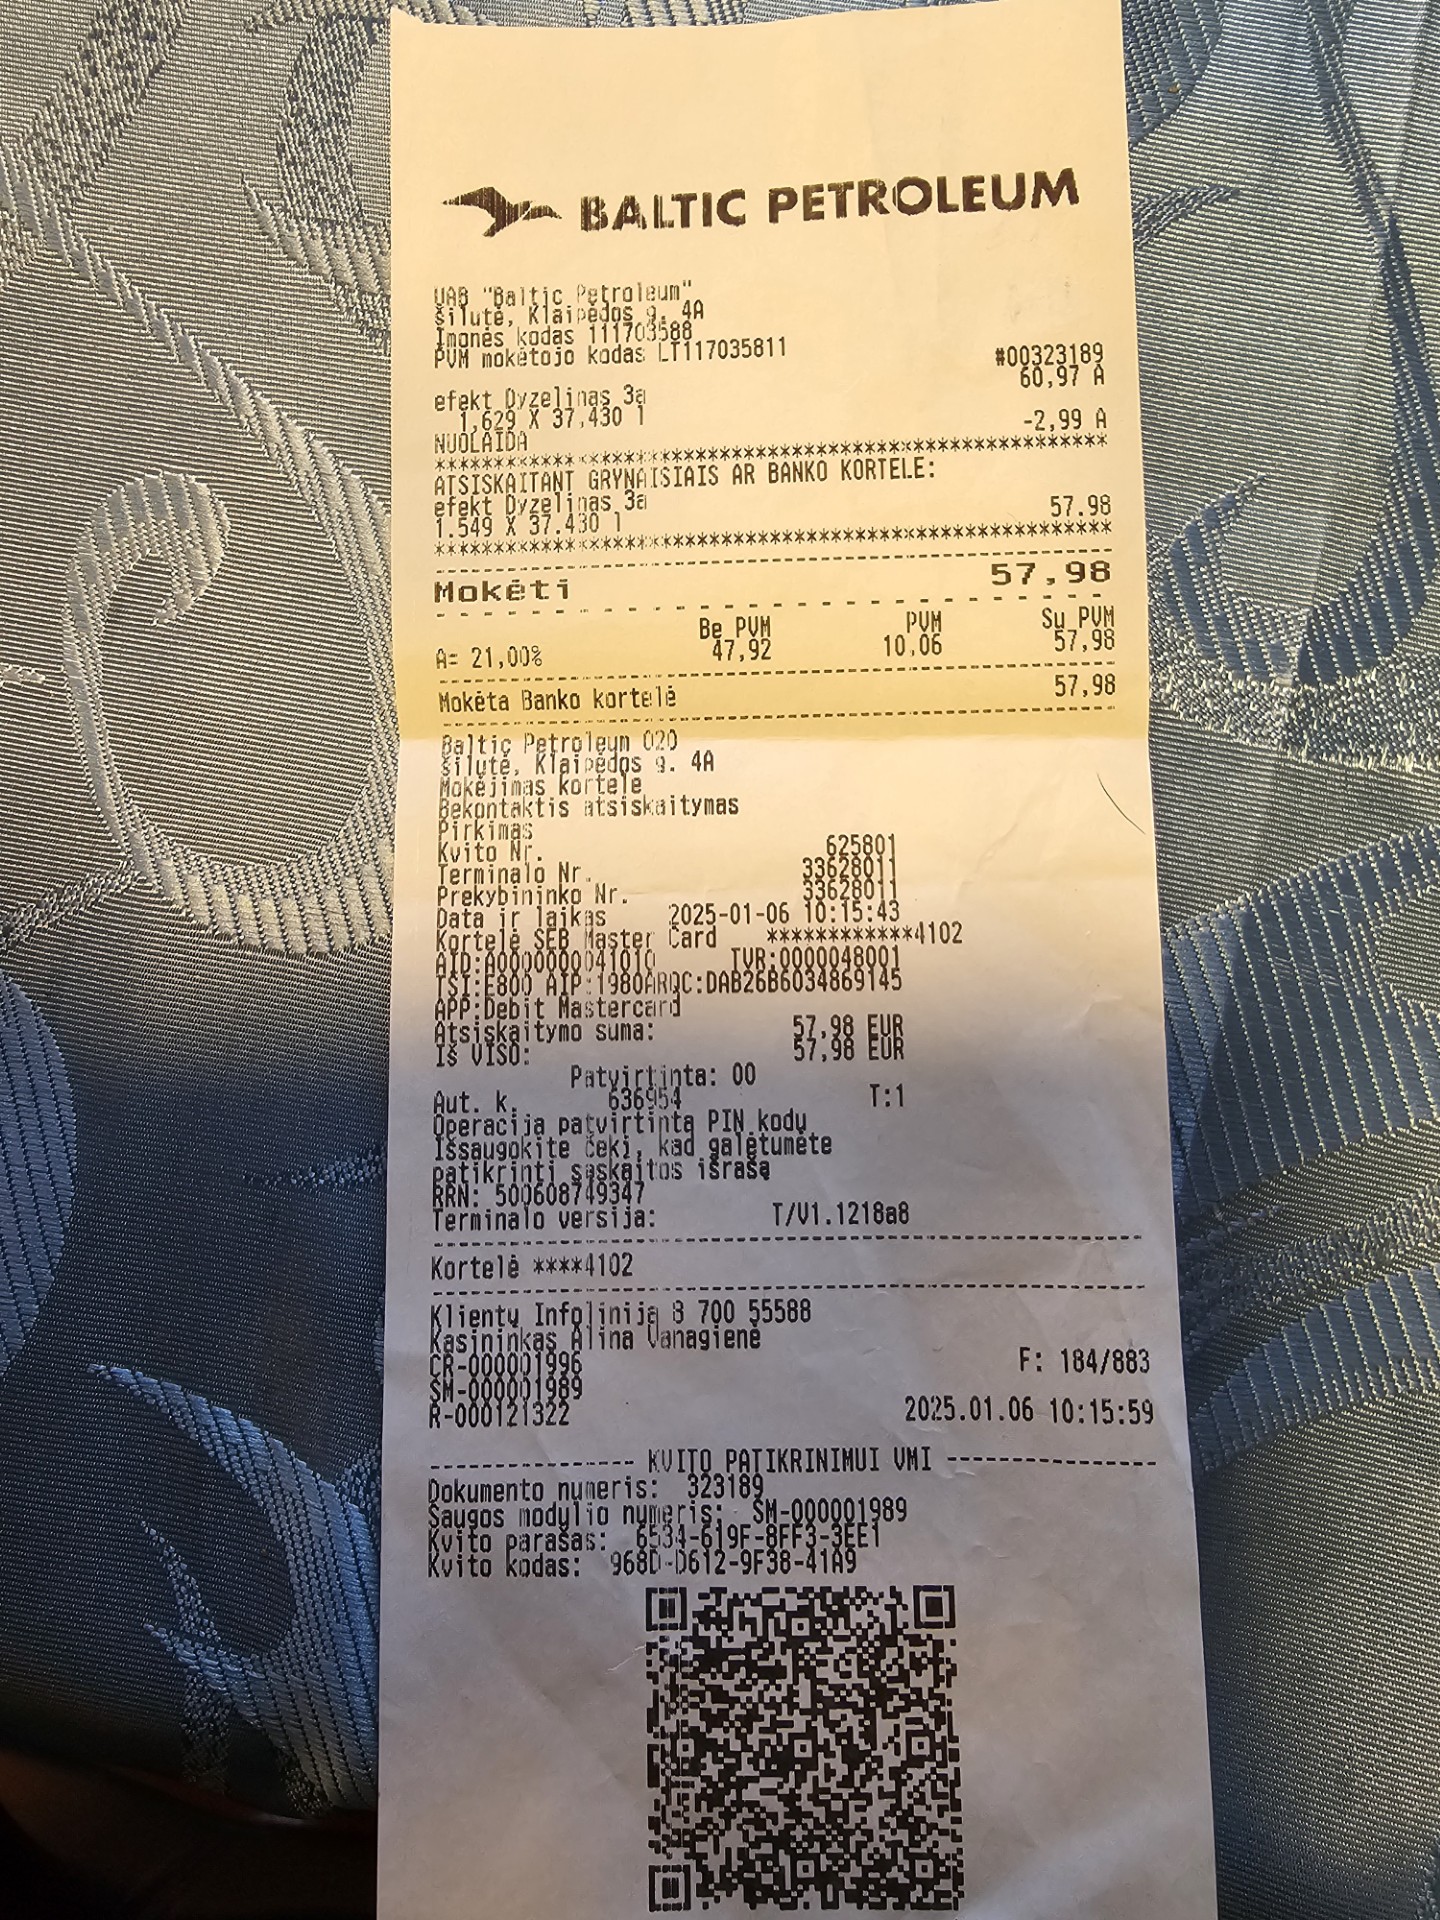 BALTIC PETROLEUM
UAB "Baltic Petroleum"
Šilutė, Klaipėdos g. 4A
Įmonės kodas 111703588
PVM mokėtojo kodas LT117035811
#00323189
efekt Dyzelinas 3ą 60,97 A
1,629 X 37,430 l
NUOLAIDA -2,99 A
************************************************
ATSISKAITANT GRYNAISIAIS AR BANKO KORTELE:
efekt Dyzelinas 3ą
1.549 X 37.430 l 57.98
************************************************
Mokėti 57,98
Be PVM PVM Su PVM
A= 21,00% 47,92 10,06 57,98
Mokėta Banko kortelė 57,98
Baltic Petroleum 020
Šilutė, Klaipėdos g. 4A
Mokėjimas kortele
Bekontaktis atsiskaitymas
Pirkimas
Kvito Nr. 625801
Terminalo Nr. 33628011
Prekybininko Nr. 33628011
Data ir laikas 2025-01-06 10:15:43
Kortelė SEB Master Card ************4102
AID:A0000000041010 TVR:0000048001
TSI:E800 AIP:1980ARQC:DAB26B6034869145
APP:Debit Mastercard
Atsiskaitymo suma: 57,98 EUR
Iš VISO: 57,98 EUR
Patvirtinta: 00
Aut. k. 636954 T:1
Operacija patvirtinta PIN kodu
Išsaugokite čekį, kad galėtumėte
patikrinti sąskaitos išrašą
RRN: 500608749347
Terminalo versija: T/V1.1218a8
Kortelė ****4102
Klientų Infolinija 8 700 55588
Kasininkas Alina Vanagienė
CR-000001996 F: 184/883
SM-000001989
R-000121322 2025.01.06 10:15:59
KVITO PATIKRINIMUI VMI
Dokumento numeris: 323189
Saugos modulio numeris: SM-000001989
Kvito parašas: 6534-619F-8FF3-3EE1
Kvito kodas: 968D-D612-9F38-41A9